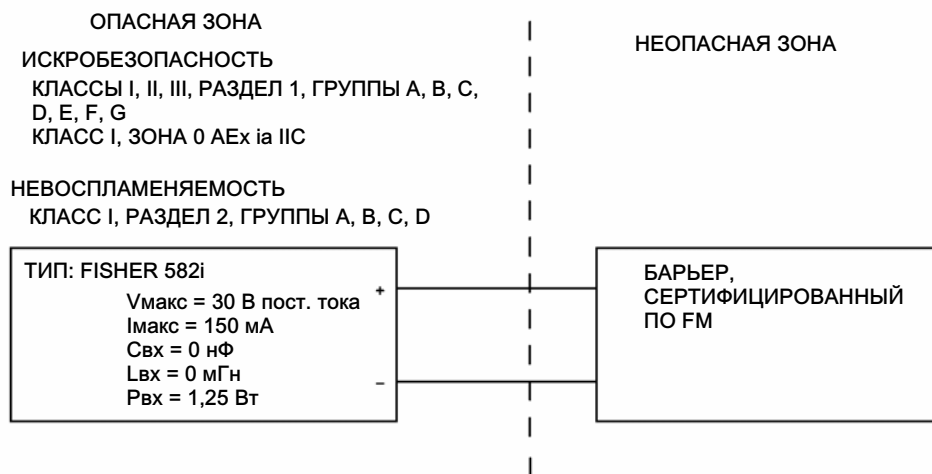 ОПАСНАЯ ЗОНА
НЕОПАСНАЯ ЗОНА
ИСКРОБЕЗОПАСНОСТЬ
КЛАССЫ I, II, III, РАЗДЕЛ 1, ГРУППЫ A, B, C,
D, E, F, G
КЛАСС I, ЗОНА 0 AEx ia IIC
НЕВОСПЛАМЕНЯЕМОСТЬ
КЛАСС I, РАЗДЕЛ 2, ГРУППЫ A, B, C, D
ТИП: FISHER 582i
Vмакс = 30 В пост. тока
Iмакс = 150 мА
Cвх = 0 нФ
Lвх = 0 мГн
Pвх = 1,25 Вт
+
−
БАРЬЕР,
СЕРТИФИЦИРОВАННЫЙ
ПО FM